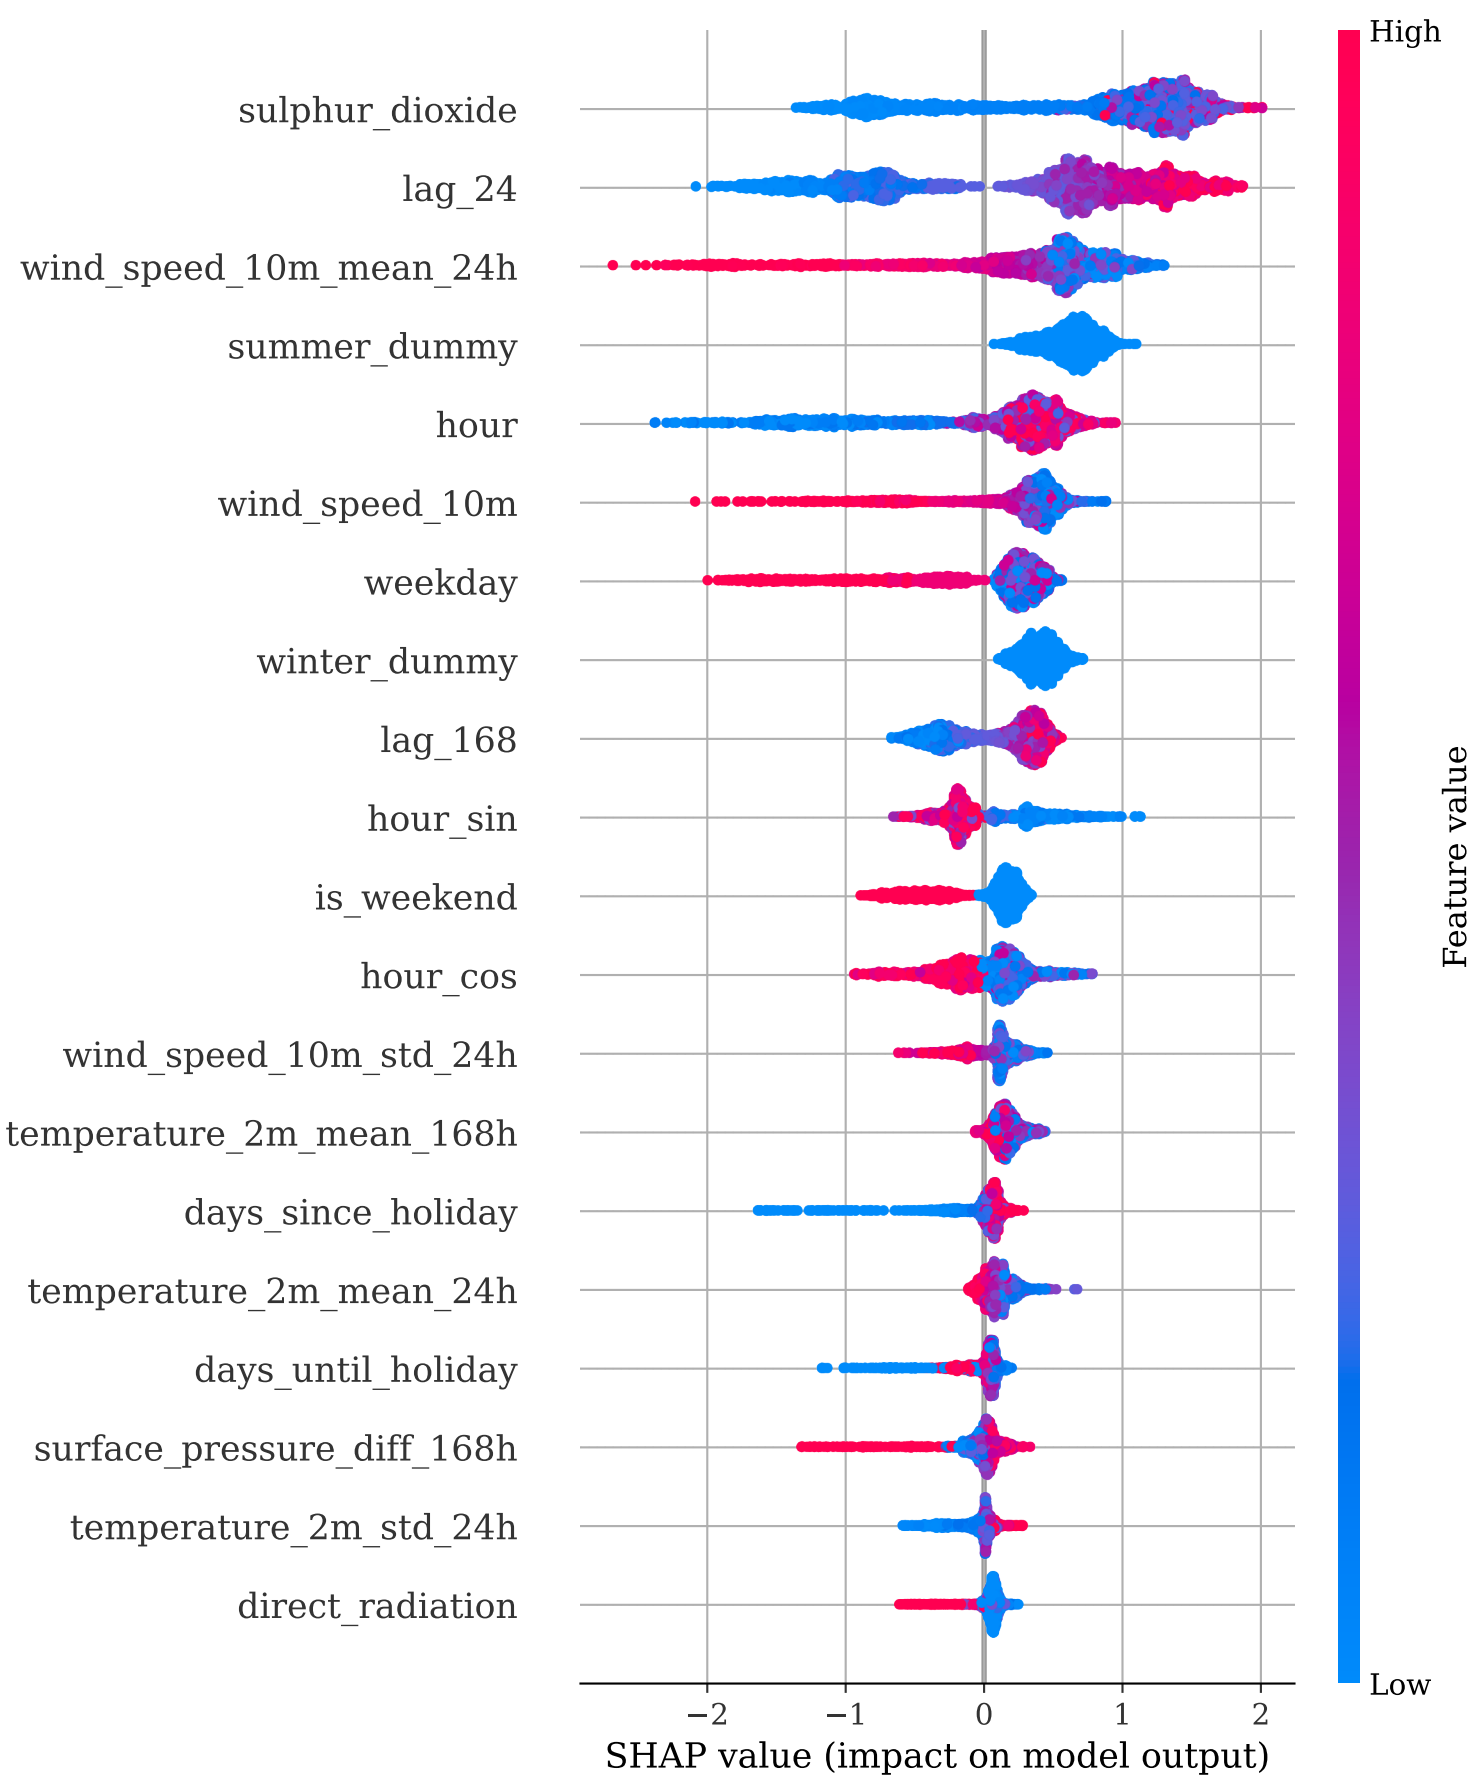 High
sulphur_dioxide
lag_24
wind_speed_10m_mean_24h
summer_dummy
hour
wind_speed_10m
weekday
winter_dummy
lag_168
hour_sin
is_weekend
hour_cos
wind_speed_10m_std_24h
temperature_2m_mean_168h
days_since_holiday
temperature_2m_mean_24h
days_until_holiday
surface_pressure_diff_168h
temperature_2m_std_24h
direct_radiation
Feature value
Low
−2 −1 0 1 2
SHAP value (impact on model output)